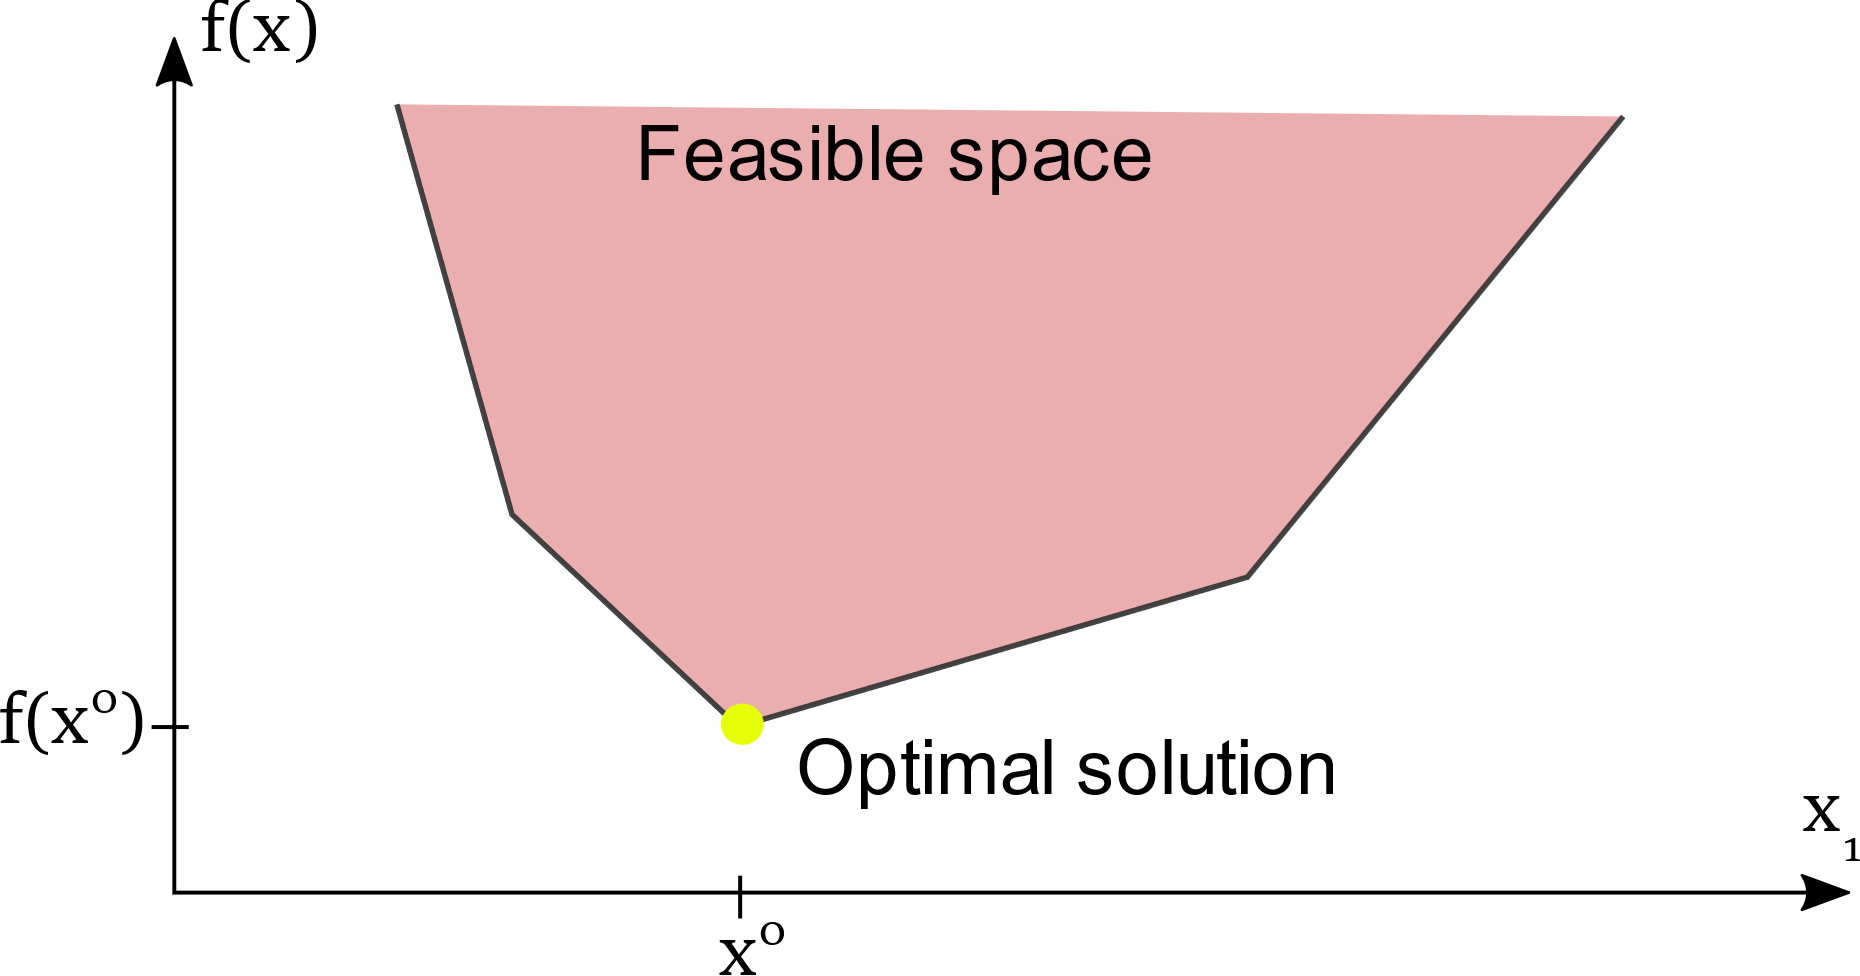 f(x)
Feasible space
f(xᵒ)
Optimal solution
x₁
xᵒ